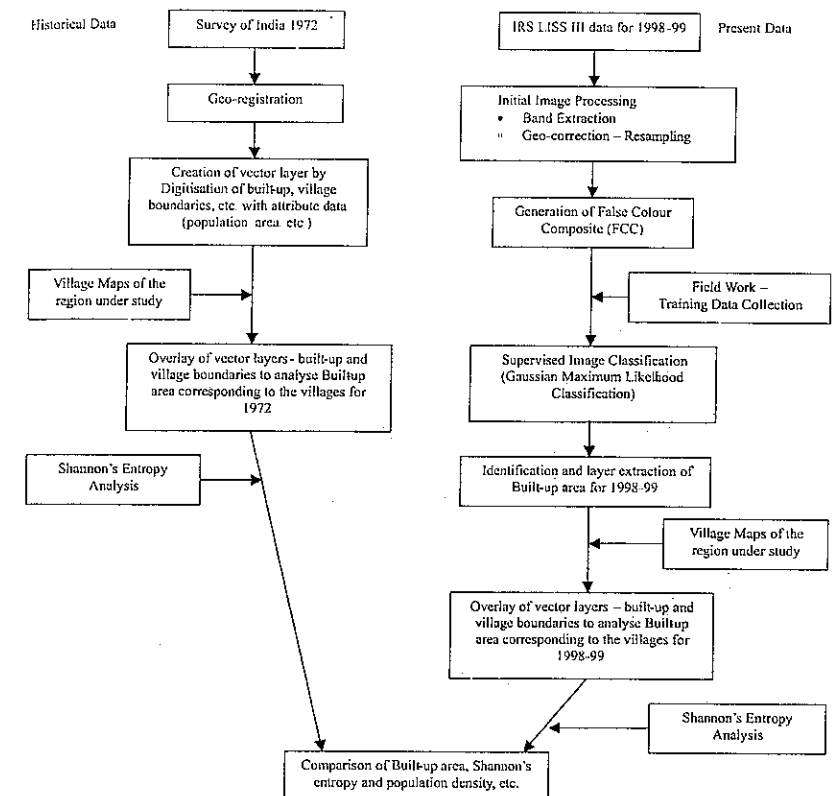 Historical Data
Survey of India 1972
Geo-registration
Creation of vector layer by
Digitisation of built-up, village
boundaries, etc. with attribute data
(population area. etc )
Village Maps of the
region under study
Overlay of vector layers - built-up and
village boundaries to analyse Builtup
area corresponding to the villages for
1972
Shannon's Entropy
Analysis
IRS LISS III data for 1998-99
Present Data
Initial Image Processing
• Band Extraction
▫ Geo-correction – Resampling
Generation of False Colour
Composite (FCC)
Field Work –
Training Data Collection
Supervised Image Classification
(Gaussian Maximum Likelihood
Classification)
Identification and layer extraction of
Built-up area for 1998-99
Village Maps of the
region under study
Overlay of vector layers – built-up and
village boundaries to analyse Builtup
area corresponding to the villages for
1998-99
Shannon's Entropy
Analysis
Comparison of Built-up area, Shannon's
entropy and population density, etc.